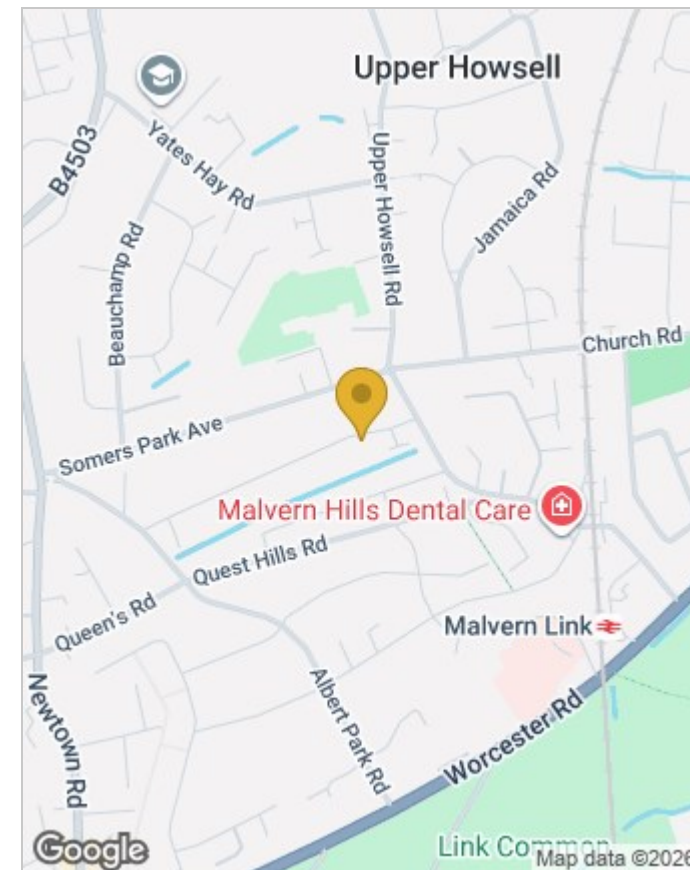 Upper Howsell
B4503
Yates Hay Rd
Upper Howsell Rd
Jamaica Rd
Beauchamp Rd
Church Rd
Somers Park Ave
Malvern Hills Dental Care
Quest Hills Rd
Queen's Rd
Malvern Link
Newtown Rd
Albert Park Rd
Worcester Rd
Link Common
Google
Map data ©2026